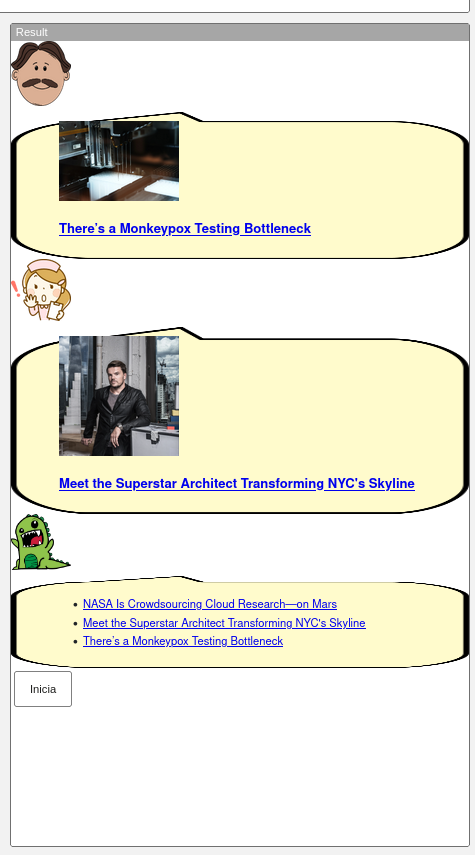 Result
There's a Monkeypox Testing Bottleneck
Meet the Superstar Architect Transforming NYC's Skyline
• NASA Is Crowdsourcing Cloud Research—on Mars
• Meet the Superstar Architect Transforming NYC's Skyline
• There's a Monkeypox Testing Bottleneck
Inicia